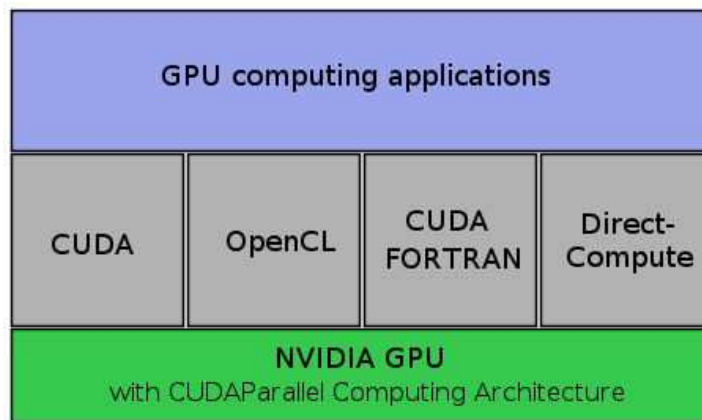 GPU computing applications
CUDA
OpenCL
CUDA
FORTRAN
Direct-
Compute
NVIDIA GPU
with CUDAParallel Computing Architecture